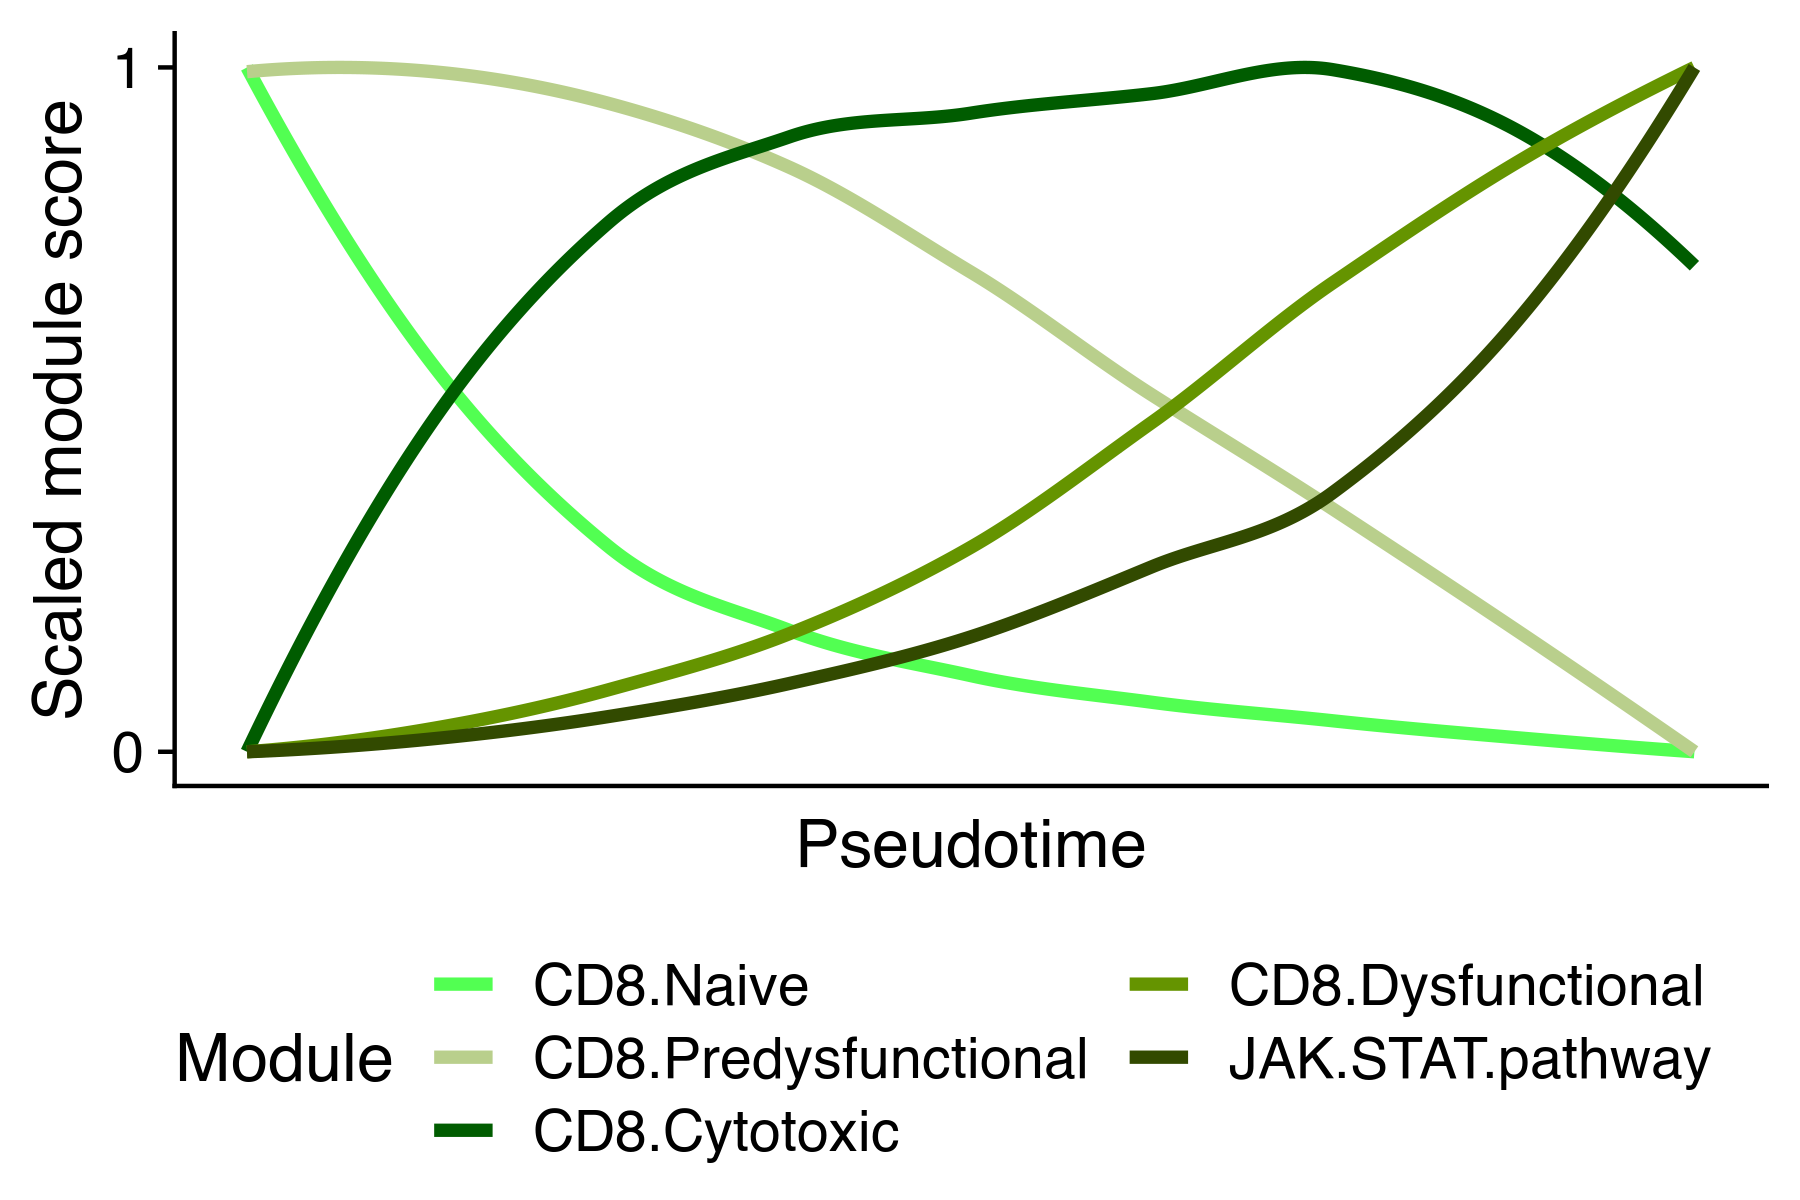 1
0
Scaled module score
Pseudotime
Module
CD8.Naive
CD8.Predysfunctional
CD8.Cytotoxic
CD8.Dysfunctional
JAK.STAT.pathway